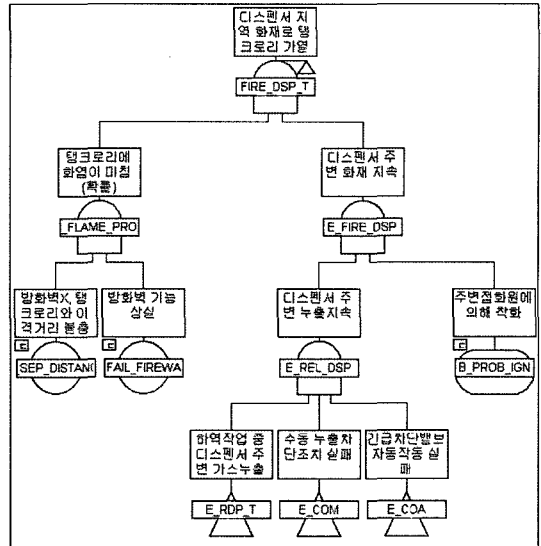 디스펜서 지
역 화재로 탱
크로리 가열
FIRE_DSP_T
탱크로리에
화염이 미침
(확률)
디스펜서 주
변 화재 지속
_FLAME_PRO
E_FIRE_DSP
방화벽X, 탱
크로리와 이
격거리 불충
방화벽 기능
상실
디스펜서 주
변 누출지속
주변점화원에
의해 착화
SEP_DISTANC
FAIL_FIREWA
E_REL_DSP
B_PROB_IGN
하역작업 중
디스펜서 주
변 가스누출
수동 누출차
단조치 실패
긴급차단밸브
자동작동 실
패
E_RDP_T
E_COM
E_COA